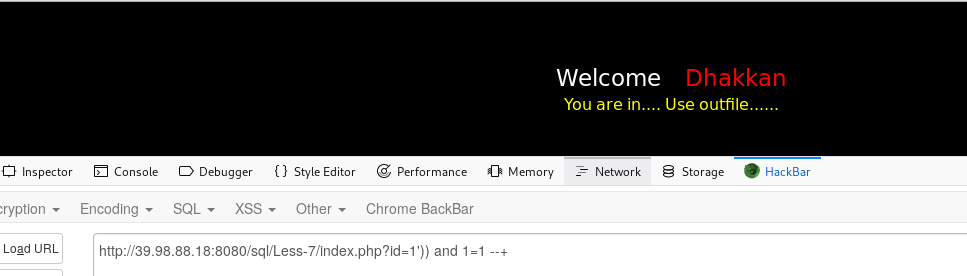 Welcome Dhakkan
You are in.... Use outfile......
Inspector Console Debugger Style Editor Performance Memory Network Storage HackBar
cryption Encoding SQL XSS Other Chrome BackBar
Load URL http://39.98.88.18:8080/sql/Less-7/index.php?id=1')) and 1=1 --+